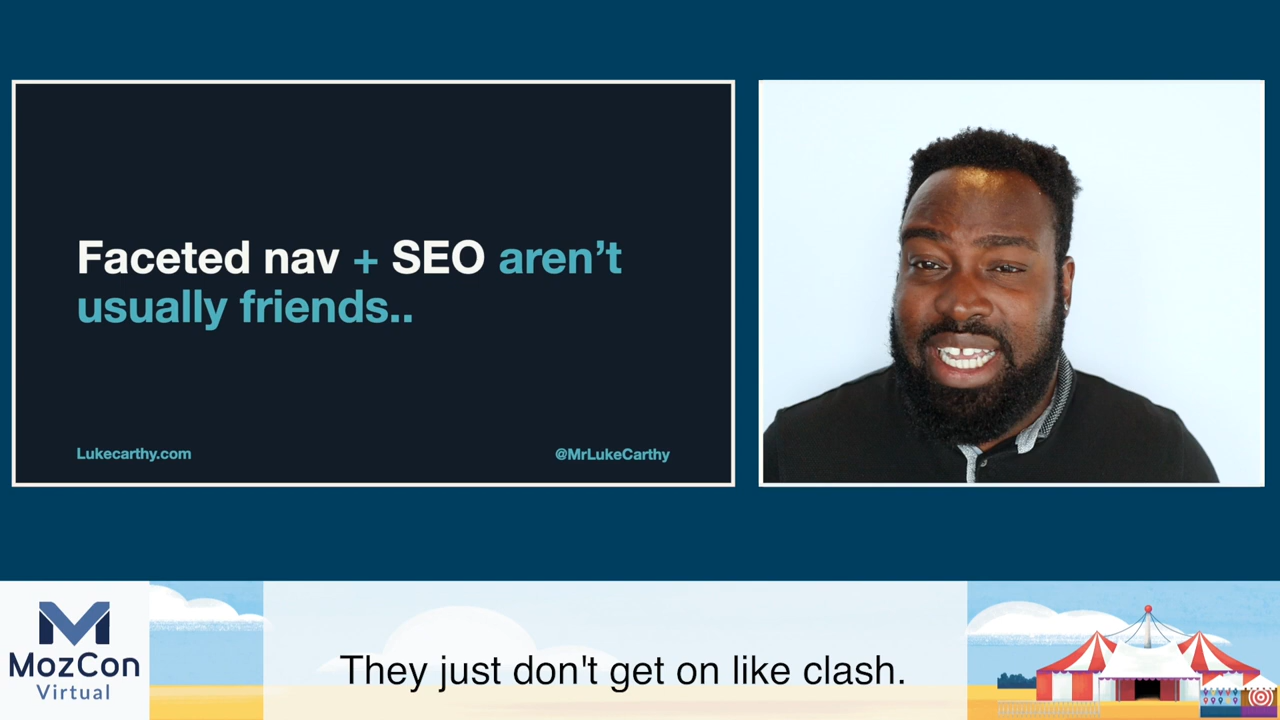 Faceted nav + SEO aren’t
usually friends..
Lukecarthy.com
@MrLukeCarthy
MozCon
Virtual
They just don't get on like clash.